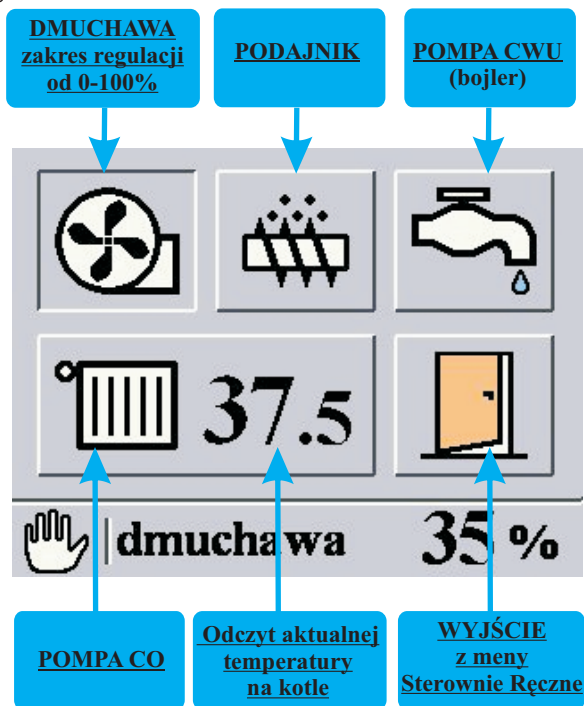 DMUCHAWA
zakres regulacji
od 0-100%
PODAJNIK
POMPA CWU
(bojler)
37.5
dmuchawa 35 %
POMPA CO
Odczyt aktualnej
temperatury
na kotle
WYJŚCIE
z meny
Sterownie Ręczne